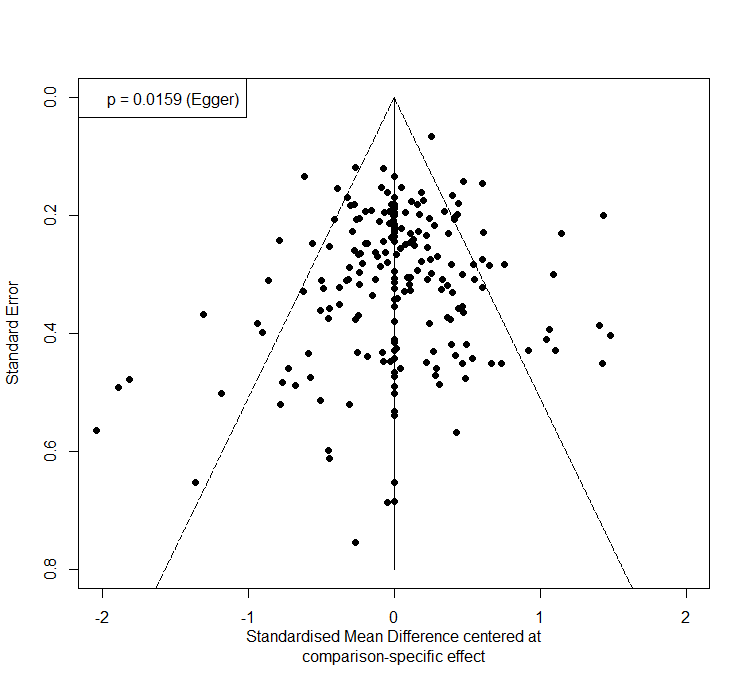 p = 0.0159 (Egger)
0.0
0.2
0.4
0.6
0.8
Standard Error
-2 -1 0 1 2
Standardised Mean Difference centered at
comparison-specific effect